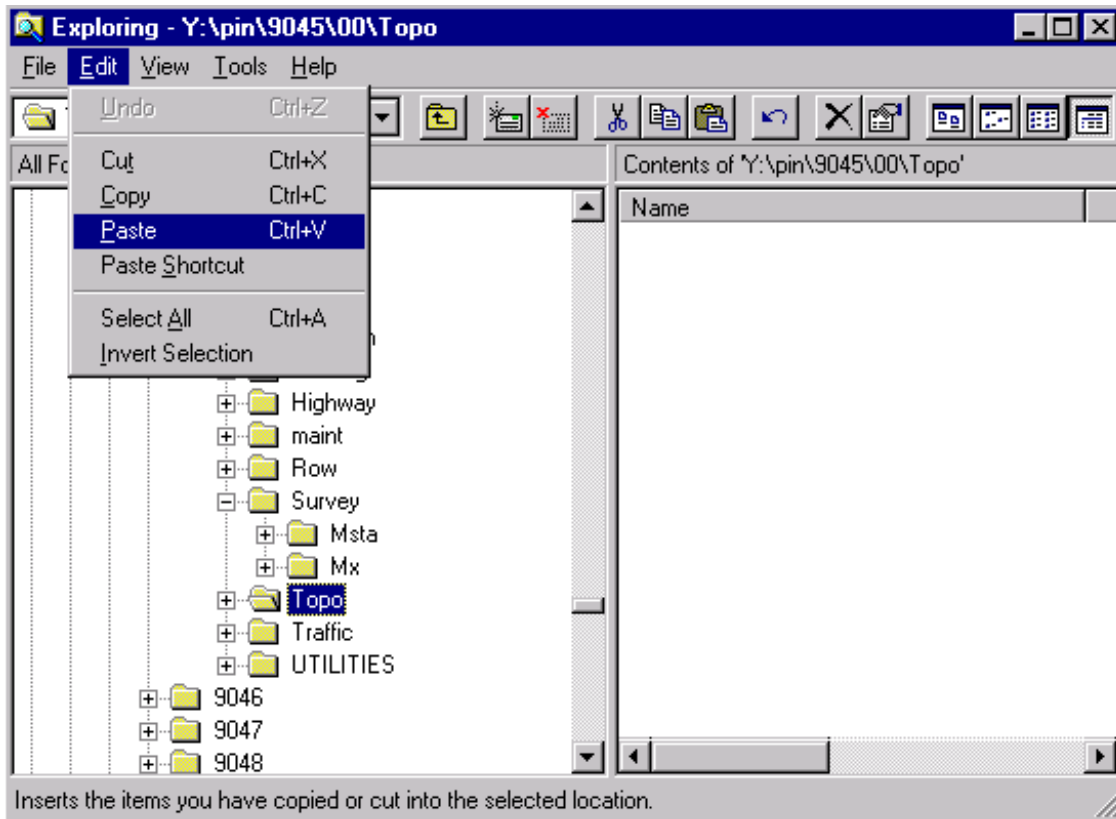 Exploring - Y:\pin\9045\00\Topo
File Edit View Tools Help
Undo Ctrl+Z
Cut Ctrl+X
Copy Ctrl+C
Paste Ctrl+V
Paste Shortcut
Select All Ctrl+A
Invert Selection
Contents of 'Y:\pin\9045\00\Topo'
Name
Highway
maint
Row
Survey
Msta
Mx
Topo
Traffic
UTILITIES
9046
9047
9048
Inserts the items you have copied or cut into the selected location.